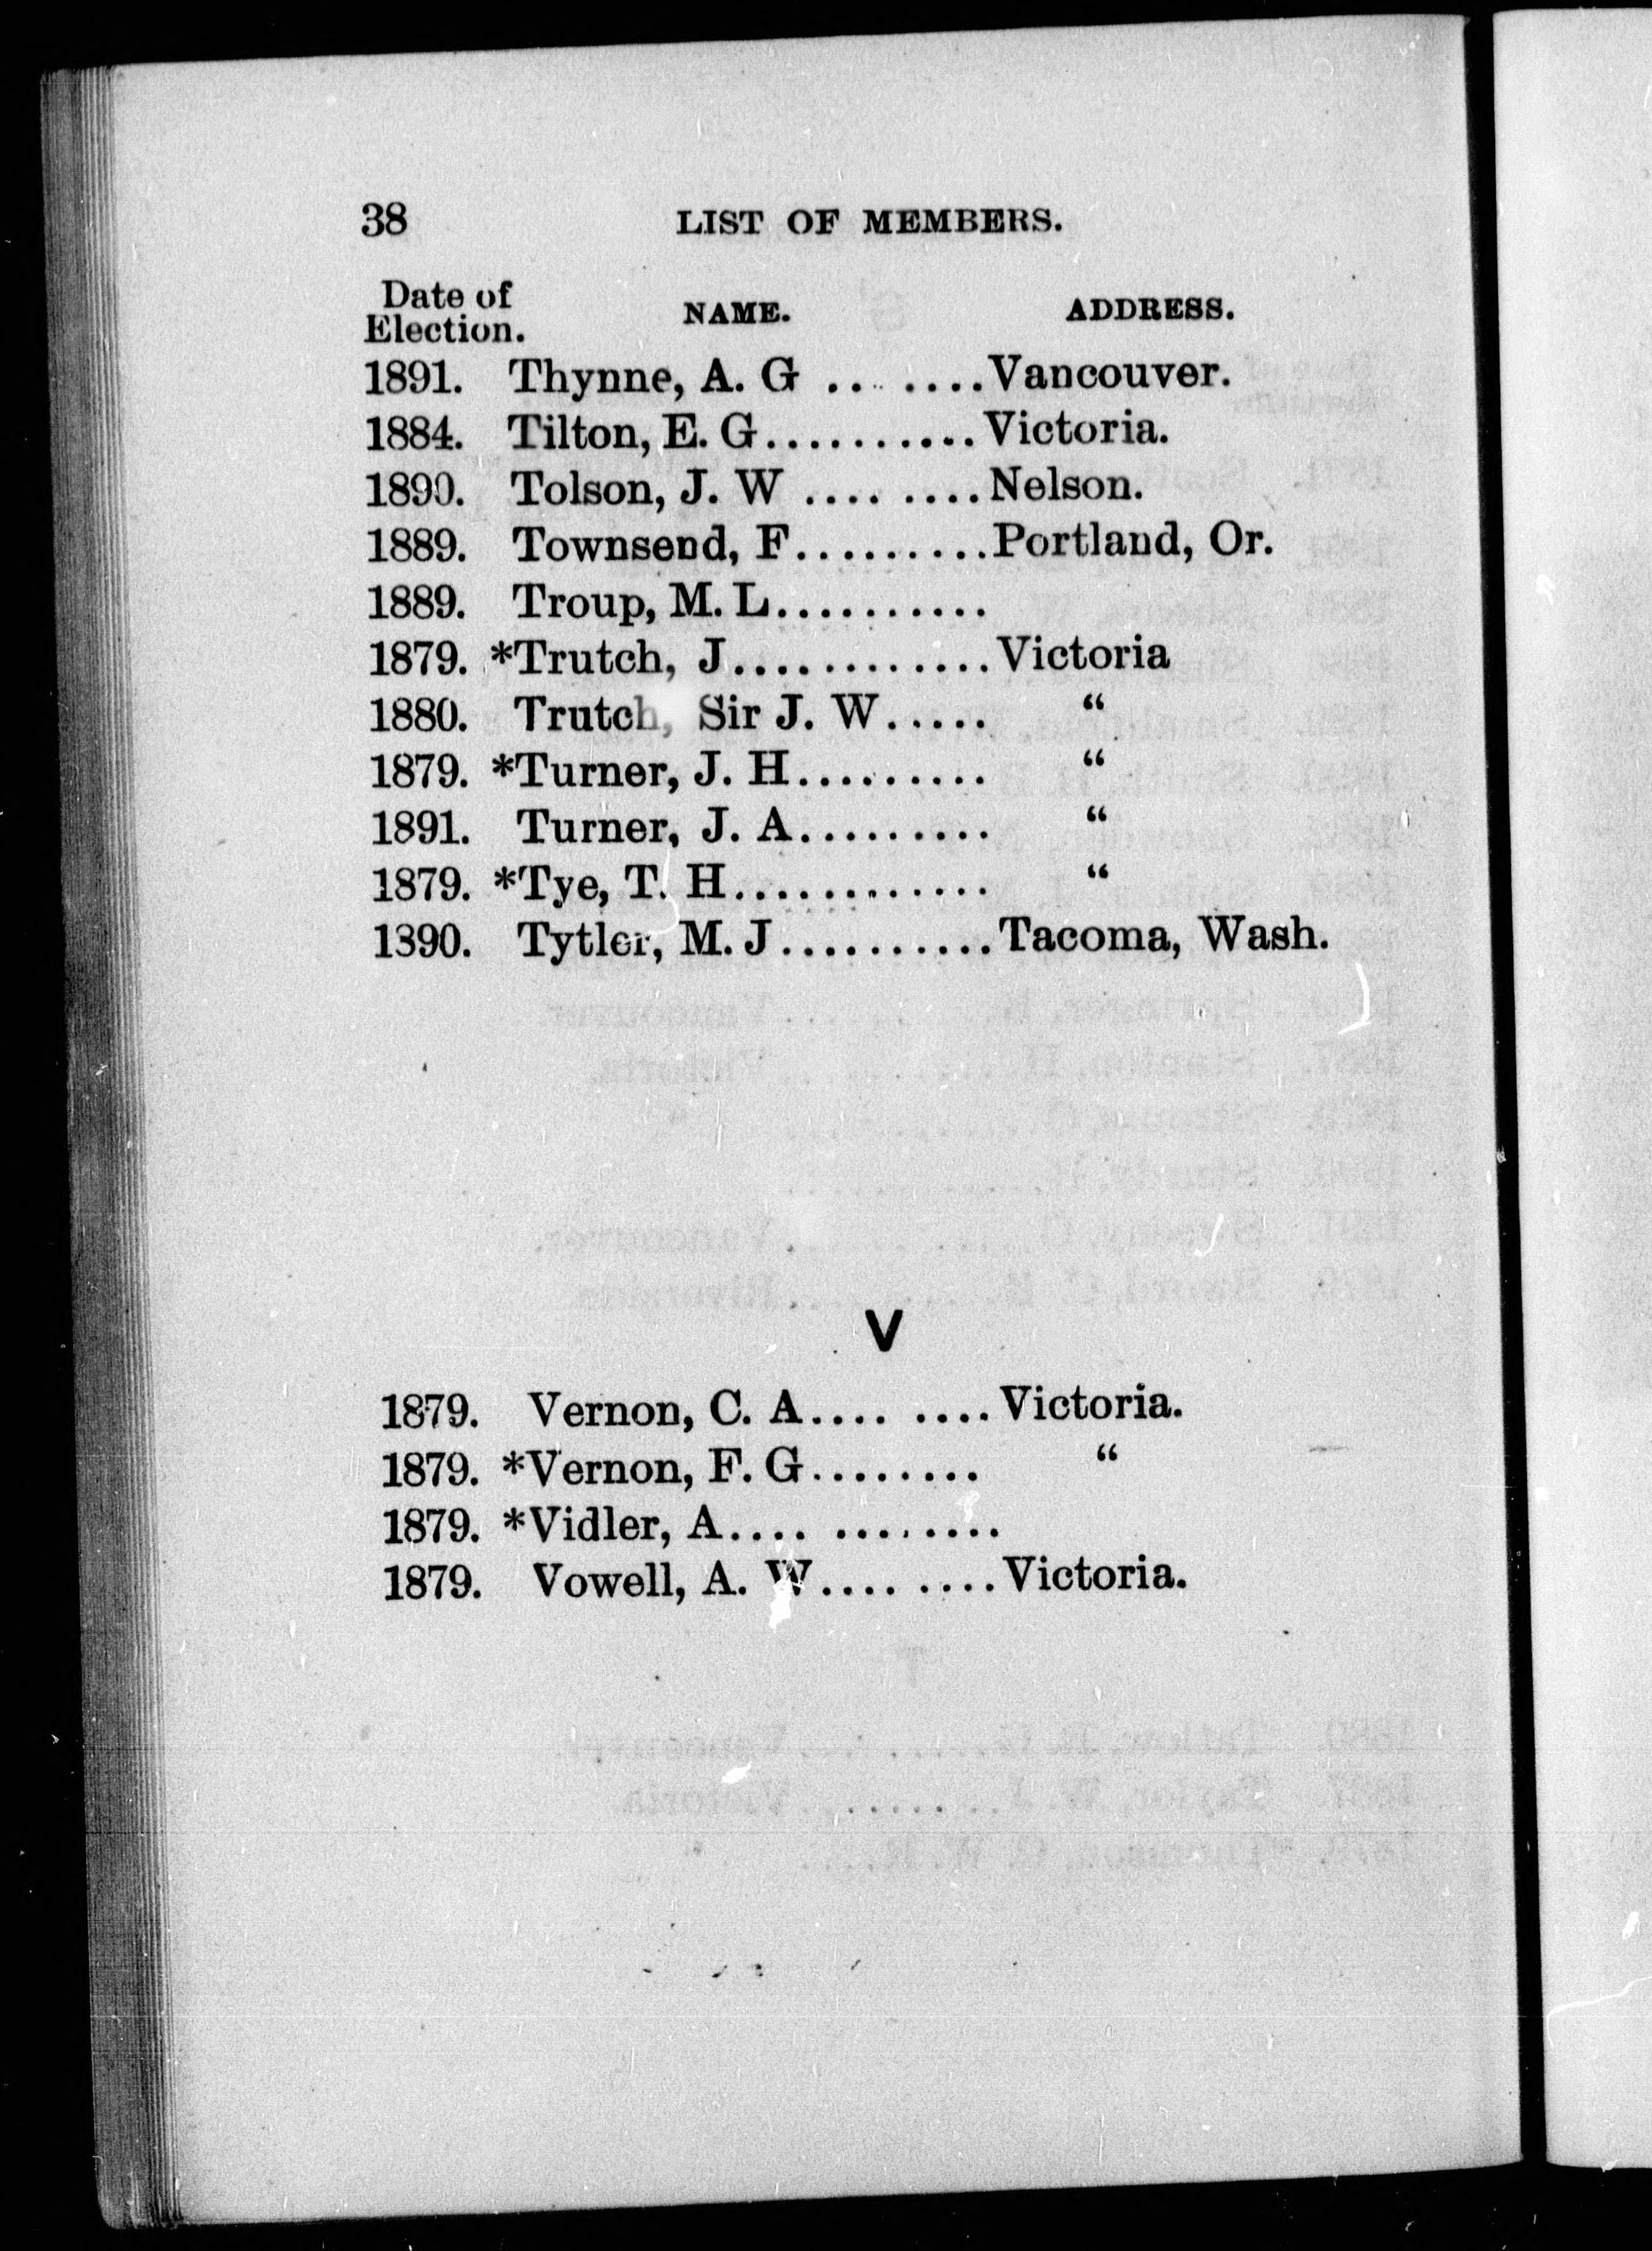 38 LIST OF MEMBERS.
Date of
Election. NAME. ADDRESS.
1891. Thynne, A. G .. .. ....Vancouver.
1884. Tilton, E. G..........Victoria.
1890. Tolson, J. W .... ....Nelson.
1889. Townsend, F.........Portland, Or.
1889. Troup, M. L..........
1879. *Trutch, J............Victoria
1880. Trutch, Sir J. W..... “
1879. *Turner, J. H......... “
1891. Turner, J. A......... “
1879. *Tye, T. H............ “
1890. Tytler, M. J..........Tacoma, Wash.
V
1879. Vernon, C. A.... ....Victoria.
1879. *Vernon, F. G........ “
1879. *Vidler, A.... ........
1879. Vowell, A. W.... ....Victoria.